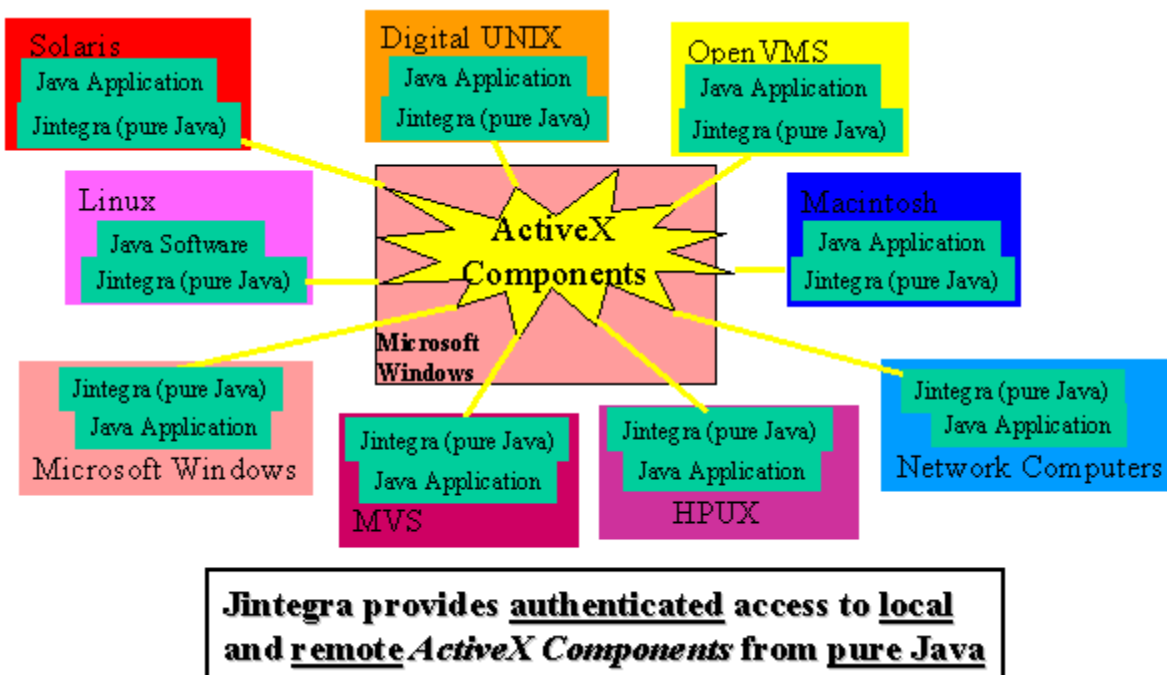 Solaris
Java Application
Jintegra (pure Java)
Digital UNIX
Java Application
Jintegra (pure Java)
Open VMS
Java Application
Jintegra (pure Java)
Linux
Java Software
Jintegra (pure Java)
ActiveX
Components
Microsoft
Windows
Macintosh
Java Application
Jintegra (pure Java)
Jintegra (pure Java)
Java Application
Microsoft Windows
Jintegra (pure Java)
Java Application
MVS
Jintegra (pure Java)
Java Application
HPUX
Jintegra (pure Java)
Java Application
Network Computers
Jintegra provides authenticated access to local
and remote ActiveX Components from pure Java